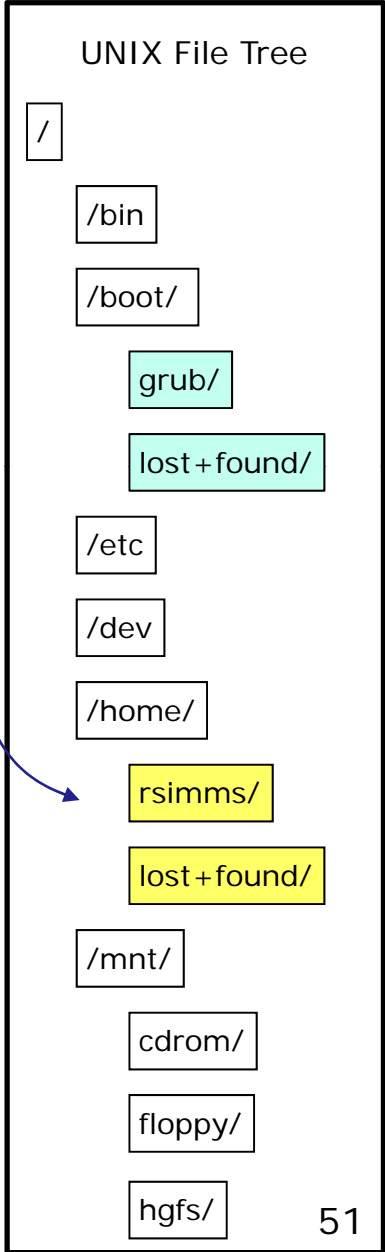 UNIX File Tree
/
/bin
/boot/
grub/
lost+found/
/etc
/dev
/home/
rsimms/
lost+found/
/mnt/
cdrom/
floppy/
hgfs/
51